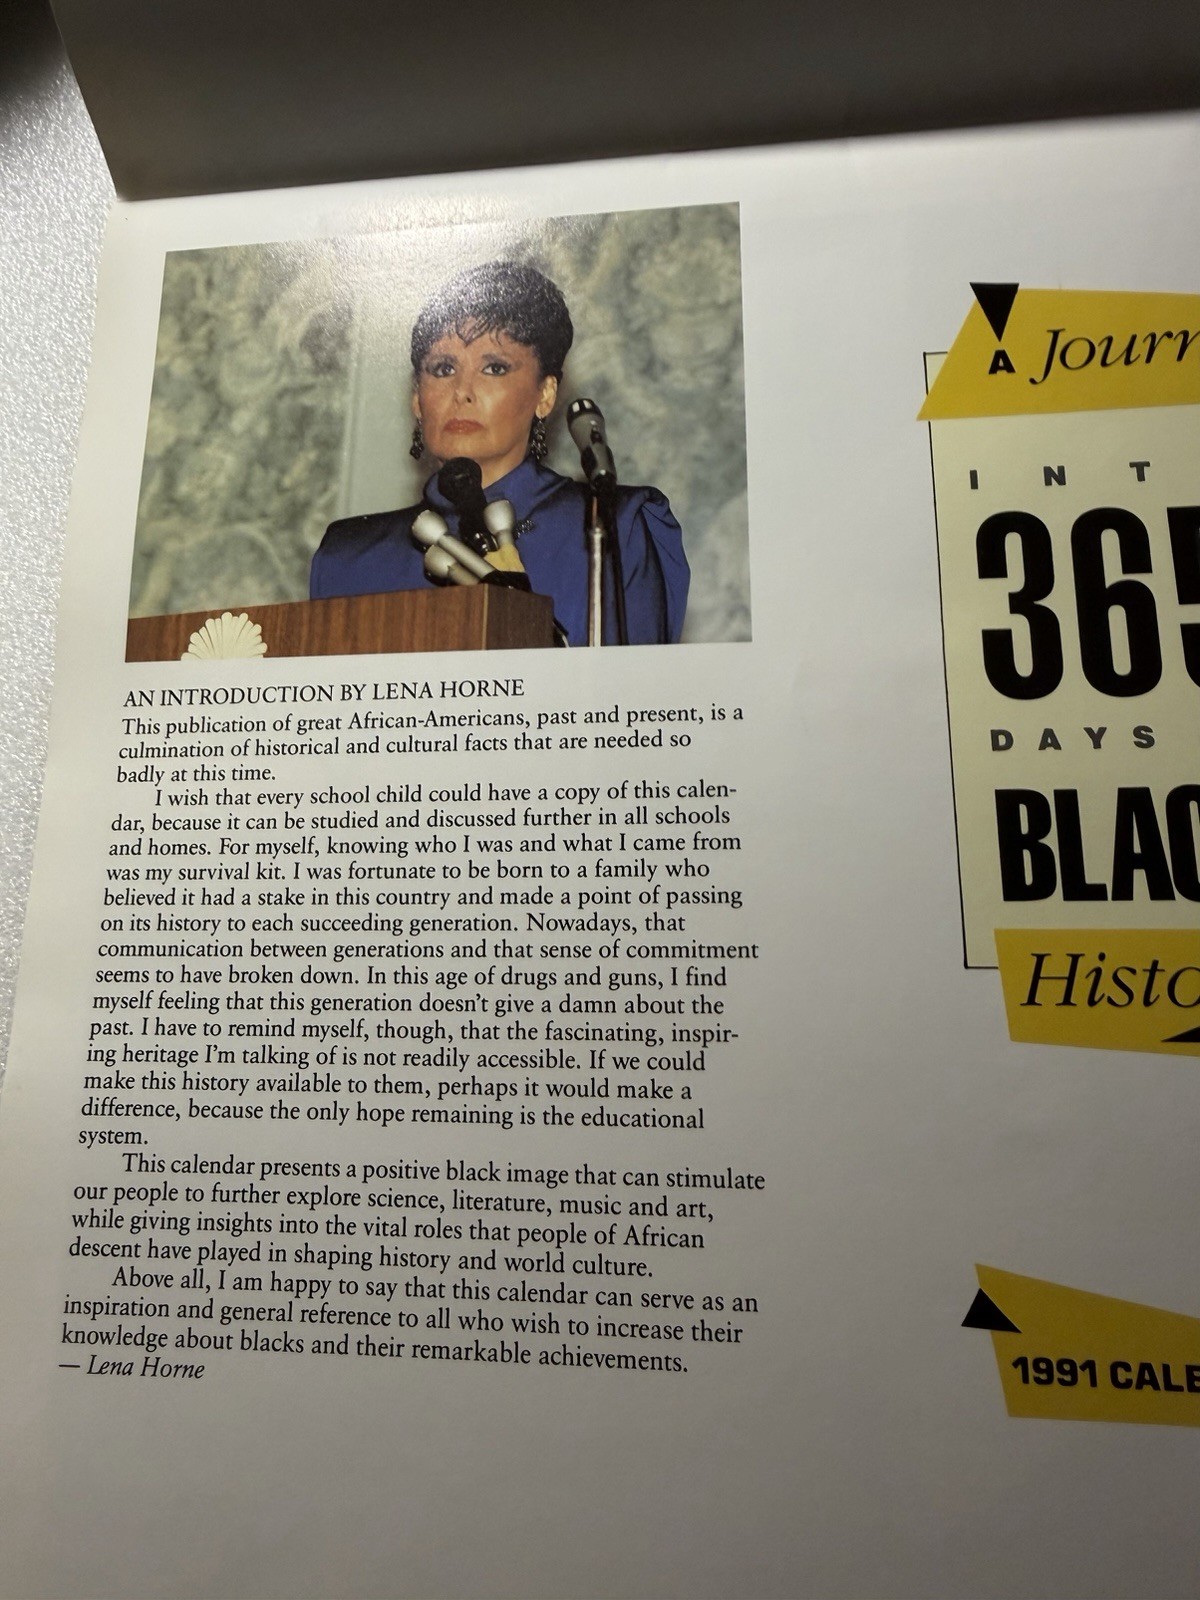 AN INTRODUCTION BY LENA HORNE
This publication of great African-Americans, past and present, is a
culmination of historical and cultural facts that are needed so
badly at this time.
I wish that every school child could have a copy of this calen-
dar, because it can be studied and discussed further in all schools
and homes. For myself, knowing who I was and what I came from
was my survival kit. I was fortunate to be born to a family who
believed it had a stake in this country and made a point of passing
on its history to each succeeding generation. Nowadays, that
communication between generations and that sense of commitment
seems to have broken down. In this age of drugs and guns, I find
myself feeling that this generation doesn't give a damn about the
past. I have to remind myself, though, that the fascinating, inspir-
ing heritage I'm talking of is not readily accessible. If we could
make this history available to them, perhaps it would make a
difference, because the only hope remaining is the educational
system.
This calendar presents a positive black image that can stimulate
our people to further explore science, literature, music and art,
while giving insights into the vital roles that people of African
descent have played in shaping history and world culture.
Above all, I am happy to say that this calendar can serve as an
inspiration and general reference to all who wish to increase their
knowledge about blacks and their remarkable achievements.
— Lena Horne
A Journ
INT
365
DAYS
BLAC
Histo
1991 CALE